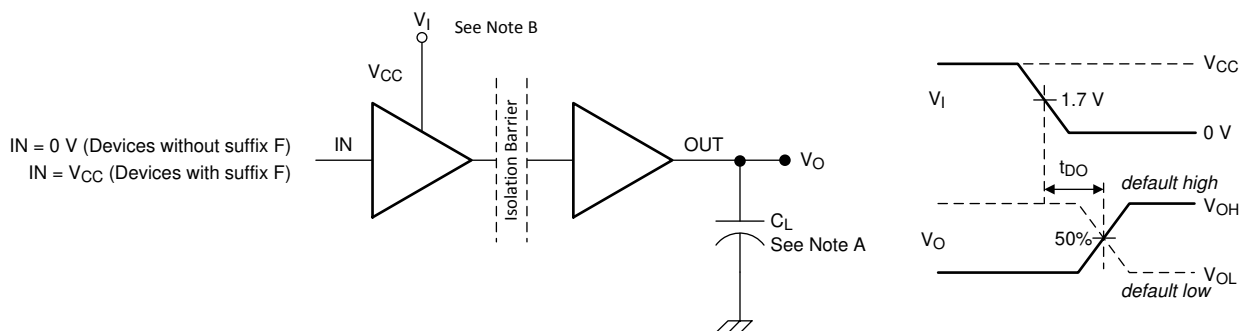 V_I See Note B
V_CC
IN = 0 V (Devices without suffix F)
IN = V_CC (Devices with suffix F)
IN
Isolation Barrier
OUT
V_O
C_L
See Note A
V_I
V_CC
1.7 V
0 V
t_DO
default high
V_OH
V_O
50%
V_OL
default low